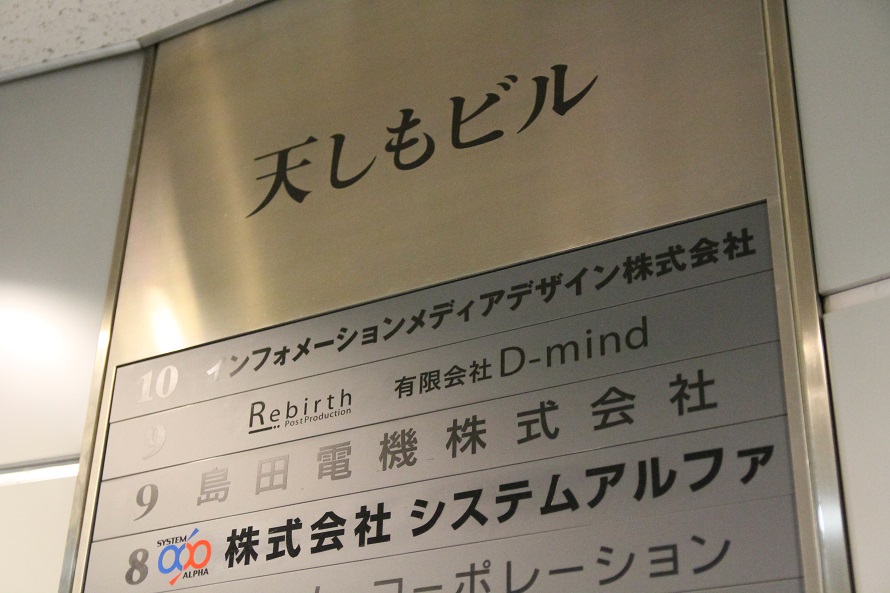 天しもビル
10 インフォメーションメディアデザイン株式会社
9 Rebirth PostProduction 有限会社 D-mind
9 島田電機株式会社
8 SYSTEM ALPHA 株式会社 システムアルファ
コーポレーション